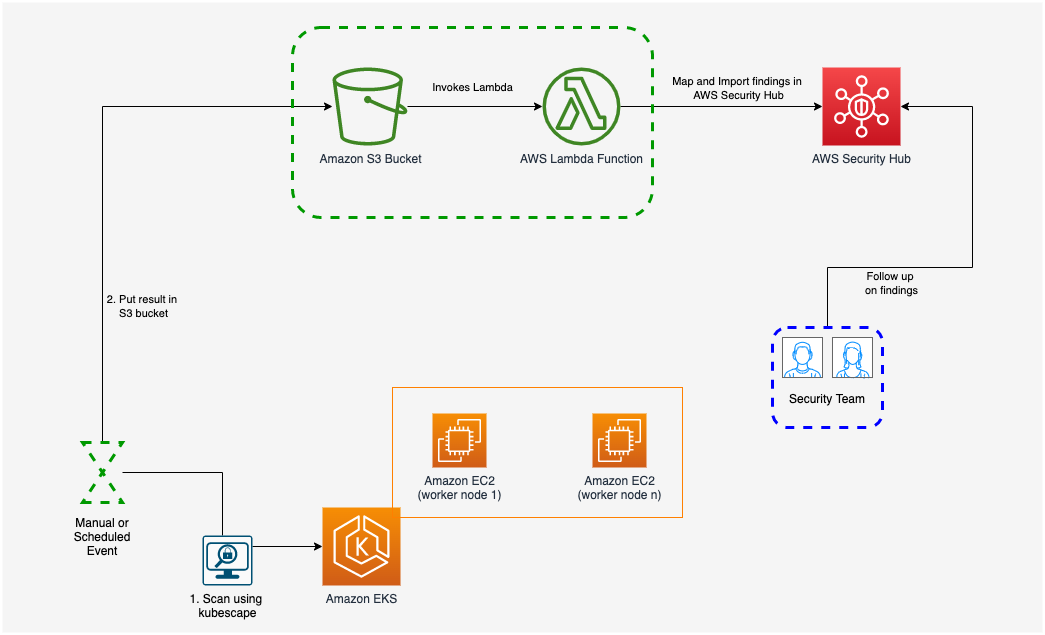 Invokes Lambda
Map and Import findings in
AWS Security Hub
Amazon S3 Bucket
AWS Lambda Function
AWS Security Hub
2. Put result in
S3 bucket
Follow up
on findings
Security Team
Amazon EC2
(worker node 1)
Amazon EC2
(worker node n)
Manual or
Scheduled
Event
K
1. Scan using
kubescape
Amazon EKS